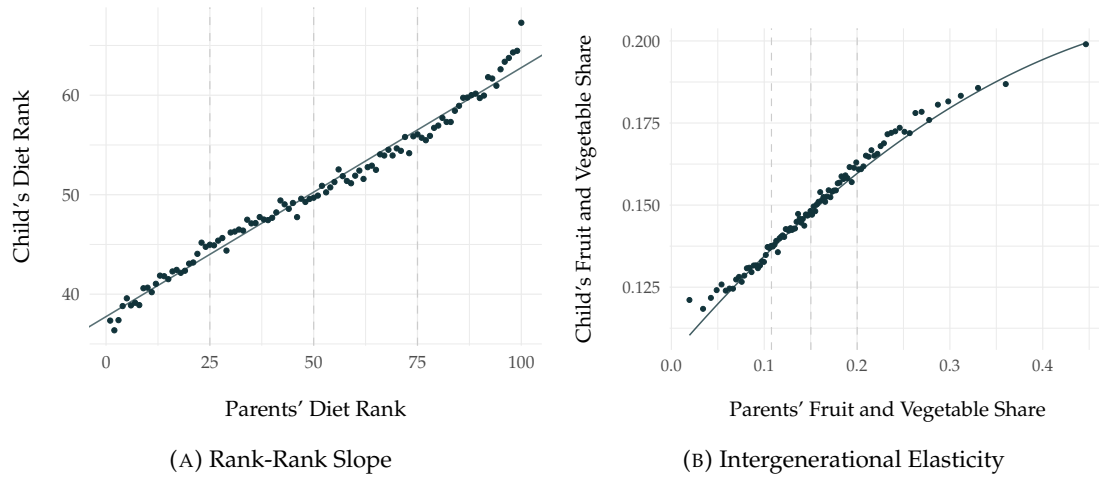 Child's Diet Rank
60
50
40
0 25 50 75 100
Parents' Diet Rank
(A) Rank-Rank Slope
Child's Fruit and Vegetable Share
0.200
0.175
0.150
0.125
0.0 0.1 0.2 0.3 0.4
Parents' Fruit and Vegetable Share
(B) Intergenerational Elasticity